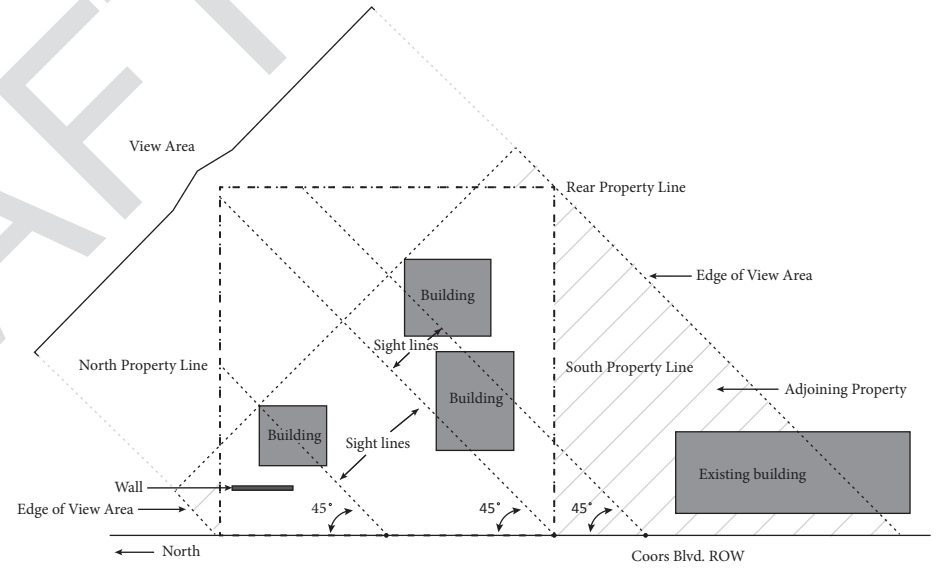 View Area
Rear Property Line
Edge of View Area
Building
Sight lines
North Property Line
South Property Line
Adjoining Property
Building
Building
Sight lines
Existing building
Wall
Edge of View Area
45°
45°
45°
North
Coors Blvd. ROW
AFT